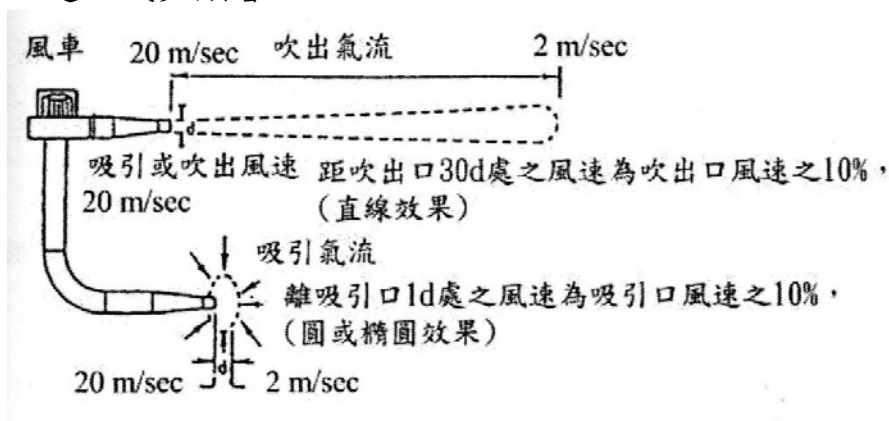 風車
20 m/sec 吹出氣流 2 m/sec
d
吸引或吹出風速
20 m/sec
距吹出口30d處之風速為吹出口風速之10%，
(直線效果)
吸引氣流
離吸引口1d處之風速為吸引口風速之10%，
(圓或橢圓效果)
d
20 m/sec 2 m/sec